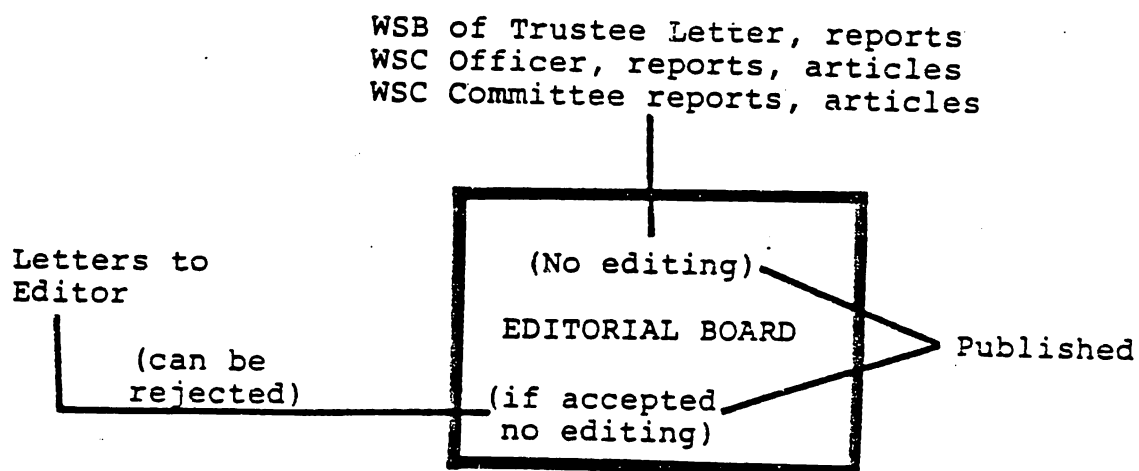 WSB of Trustee Letter, reports
WSC Officer, reports, articles
WSC Committee reports, articles
Letters to
Editor
(can be
rejected)
(No editing)
EDITORIAL BOARD
(if accepted
no editing)
Published